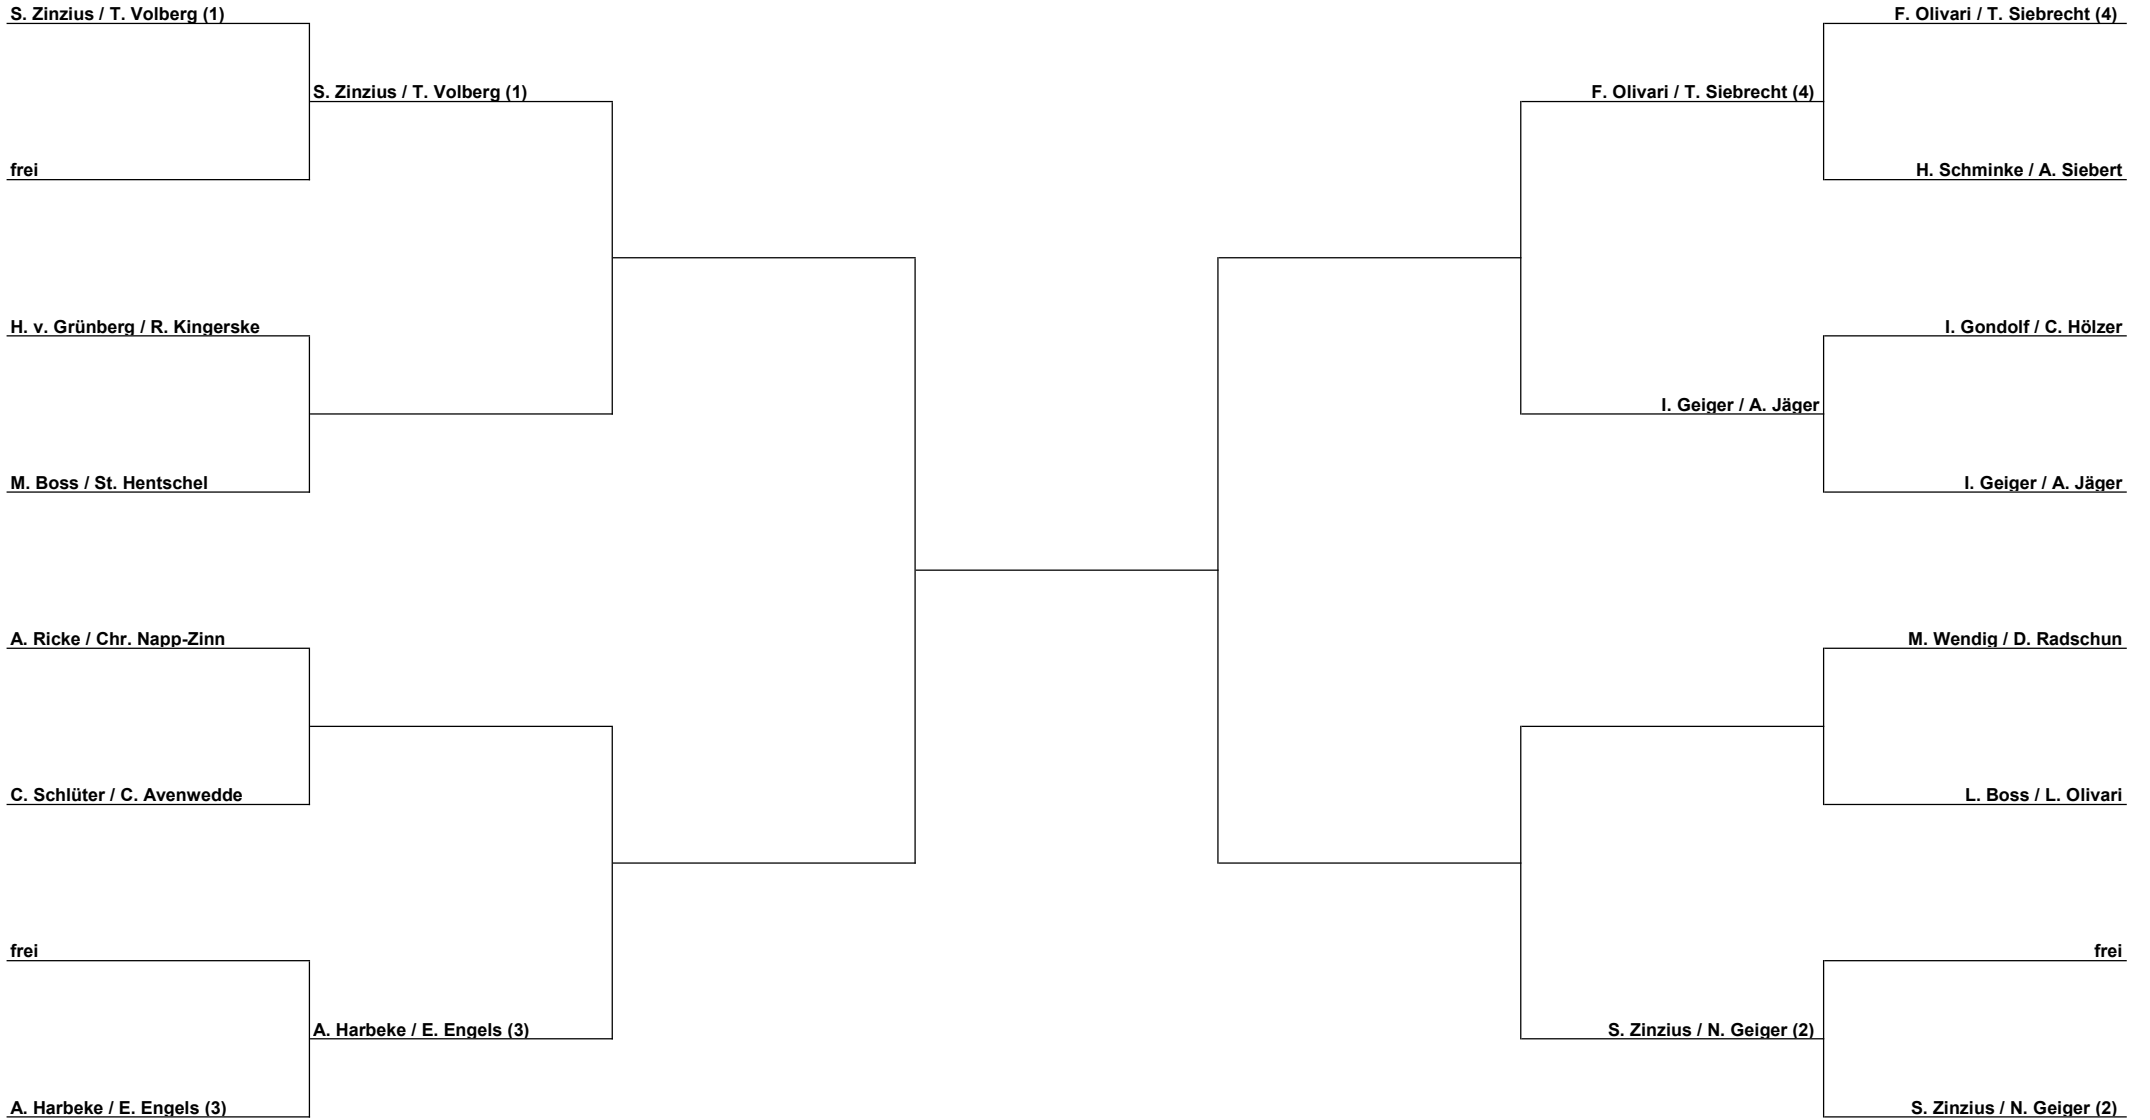 S. Zinzius / T. Volberg (1)
F. Olivari / T. Siebrecht (4)
S. Zinzius / T. Volberg (1)
F. Olivari / T. Siebrecht (4)
frei
H. Schminke / A. Siebert
H. v. Grünberg / R. Kingerske
I. Gondolf / C. Hölzer
I. Geiger / A. Jäger
M. Boss / St. Hentschel
I. Geiger / A. Jäger
A. Ricke / Chr. Napp-Zinn
M. Wendig / D. Radschun
C. Schlüter / C. Avenwedde
L. Boss / L. Olivari
frei
frei
A. Harbeke / E. Engels (3)
S. Zinzius / N. Geiger (2)
A. Harbeke / E. Engels (3)
S. Zinzius / N. Geiger (2)